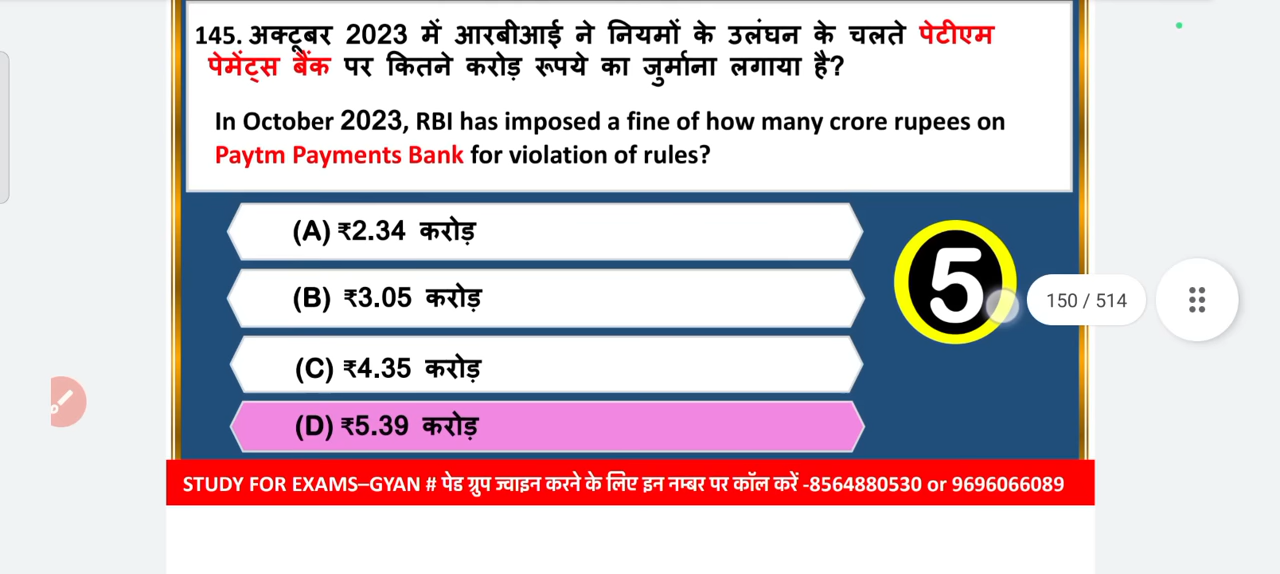 145. अक्टूबर 2023 में आरबीआई ने नियमों के उलंघन के चलते पेटीएम
पेमेंट्स बैंक पर कितने करोड़ रूपये का जुर्माना लगाया है?
In October 2023, RBI has imposed a fine of how many crore rupees on
Paytm Payments Bank for violation of rules?
(A) ₹2.34 करोड़
(B) ₹3.05 करोड़
(C) ₹4.35 करोड़
(D) ₹5.39 करोड़
5
150 / 514
STUDY FOR EXAMS–GYAN # पेड ग्रुप ज्वाइन करने के लिए इन नम्बर पर कॉल करें -8564880530 or 9696066089